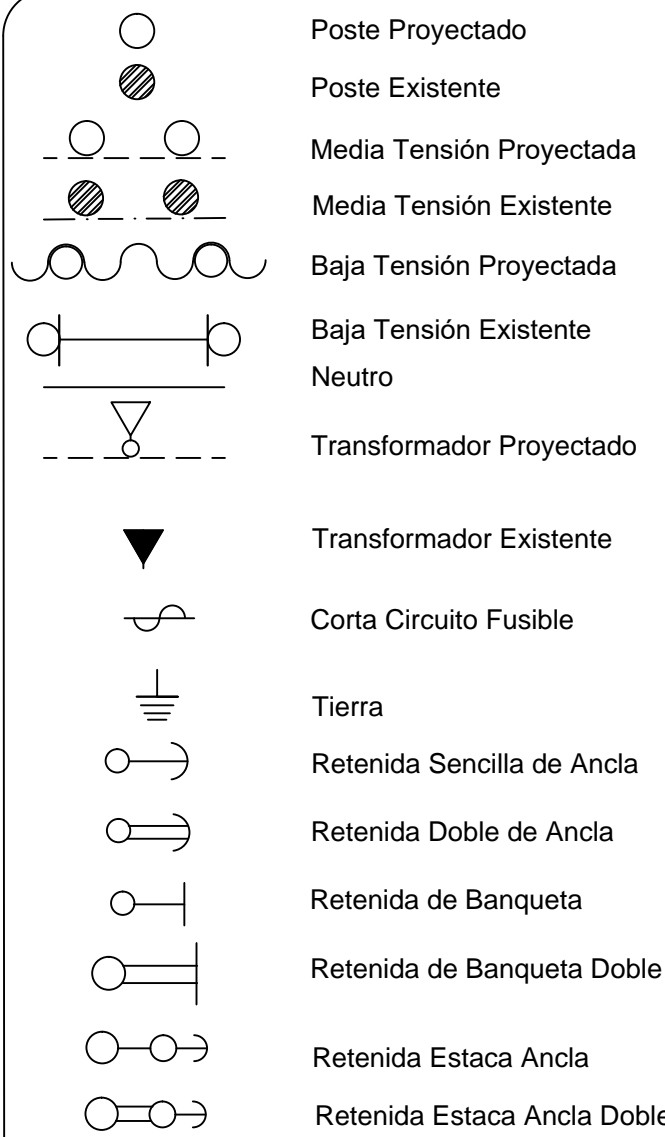 Poste Proyectado
Poste Existente
Media Tensión Proyectada
Media Tensión Existente
Baja Tensión Proyectada
Baja Tensión Existente
Neutro
Transformador Proyectado
Transformador Existente
Corta Circuito Fusible
Tierra
Retenida Sencilla de Ancla
Retenida Doble de Ancla
Retenida de Banqueta
Retenida de Banqueta Doble
Retenida Estaca Ancla
Retenida Estaca Ancla Doble